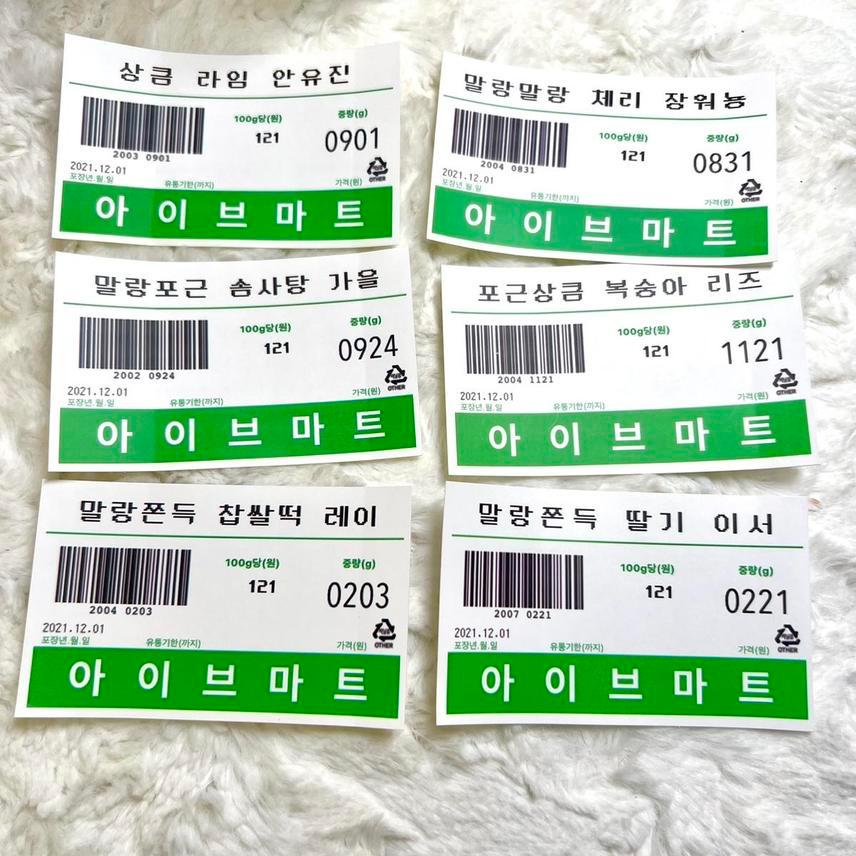 상큼 라임 안유진
100g당(원) 중량(g)
121 0901
2003 0901
2021.12.01
포장년.월.일 유통기한(까지) 가격(원)
OTHER
아이브마트
말랑말랑 체리 장워뇽
100g당(원) 중량(g)
121 0831
2004 0831
2021.12.01
포장년.월.일 유통기한(까지) 가격(원)
OTHER
아이브마트
말랑포근 솜사탕 가을
100g당(원) 중량(g)
121 0924
2002 0924
2021.12.01
포장년.월.일 유통기한(까지) 가격(원)
OTHER
아이브마트
포근상큼 복숭아 리즈
100g당(원) 중량(g)
121 1121
2004 1121
2021.12.01
포장년.월.일 유통기한(까지) 가격(원)
OTHER
아이브마트
말랑쫀득 찹쌀떡 레이
100g당(원) 중량(g)
121 0203
2004 0203
2021.12.01
포장년.월.일 유통기한(까지) 가격(원)
OTHER
아이브마트
말랑쫀득 딸기 이서
100g당(원) 중량(g)
121 0221
2007 0221
2021.12.01
포장년.월.일 유통기한(까지) 가격(원)
OTHER
아이브마트